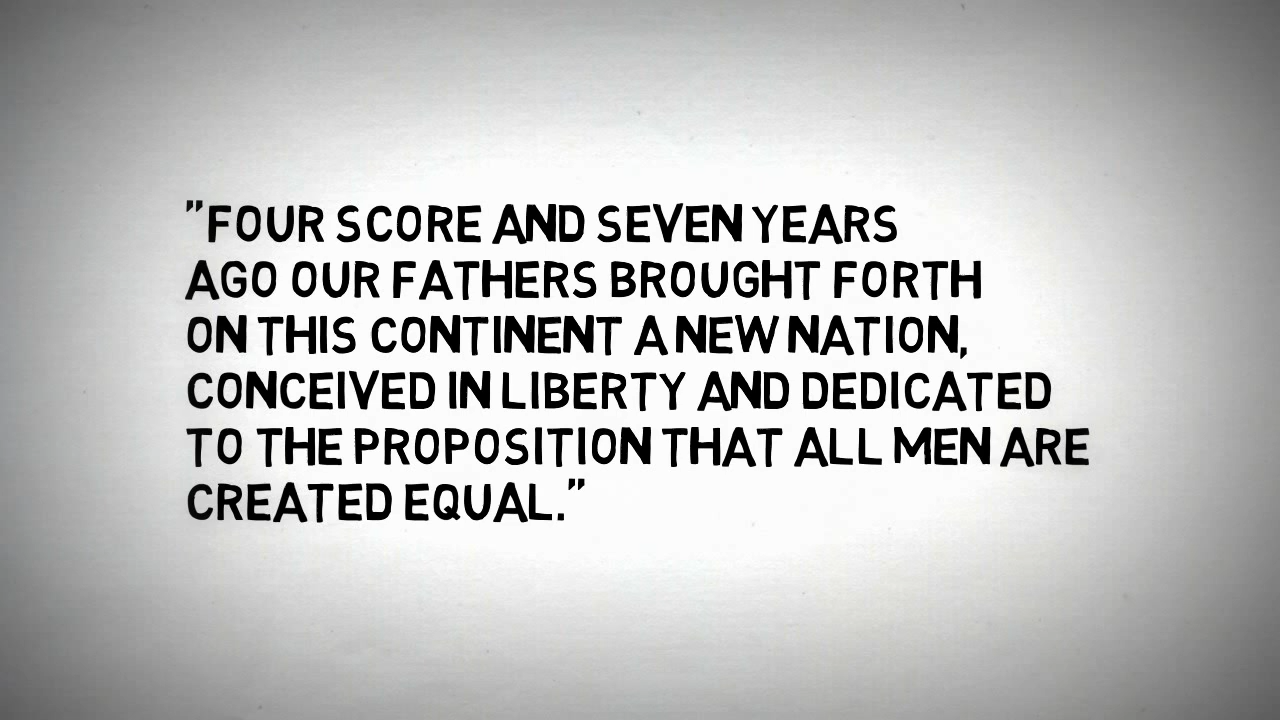 "FOUR SCORE AND SEVEN YEARS
AGO OUR FATHERS BROUGHT FORTH
ON THIS CONTINENT A NEW NATION,
CONCEIVED IN LIBERTY AND DEDICATED
TO THE PROPOSITION THAT ALL MEN ARE
CREATED EQUAL."